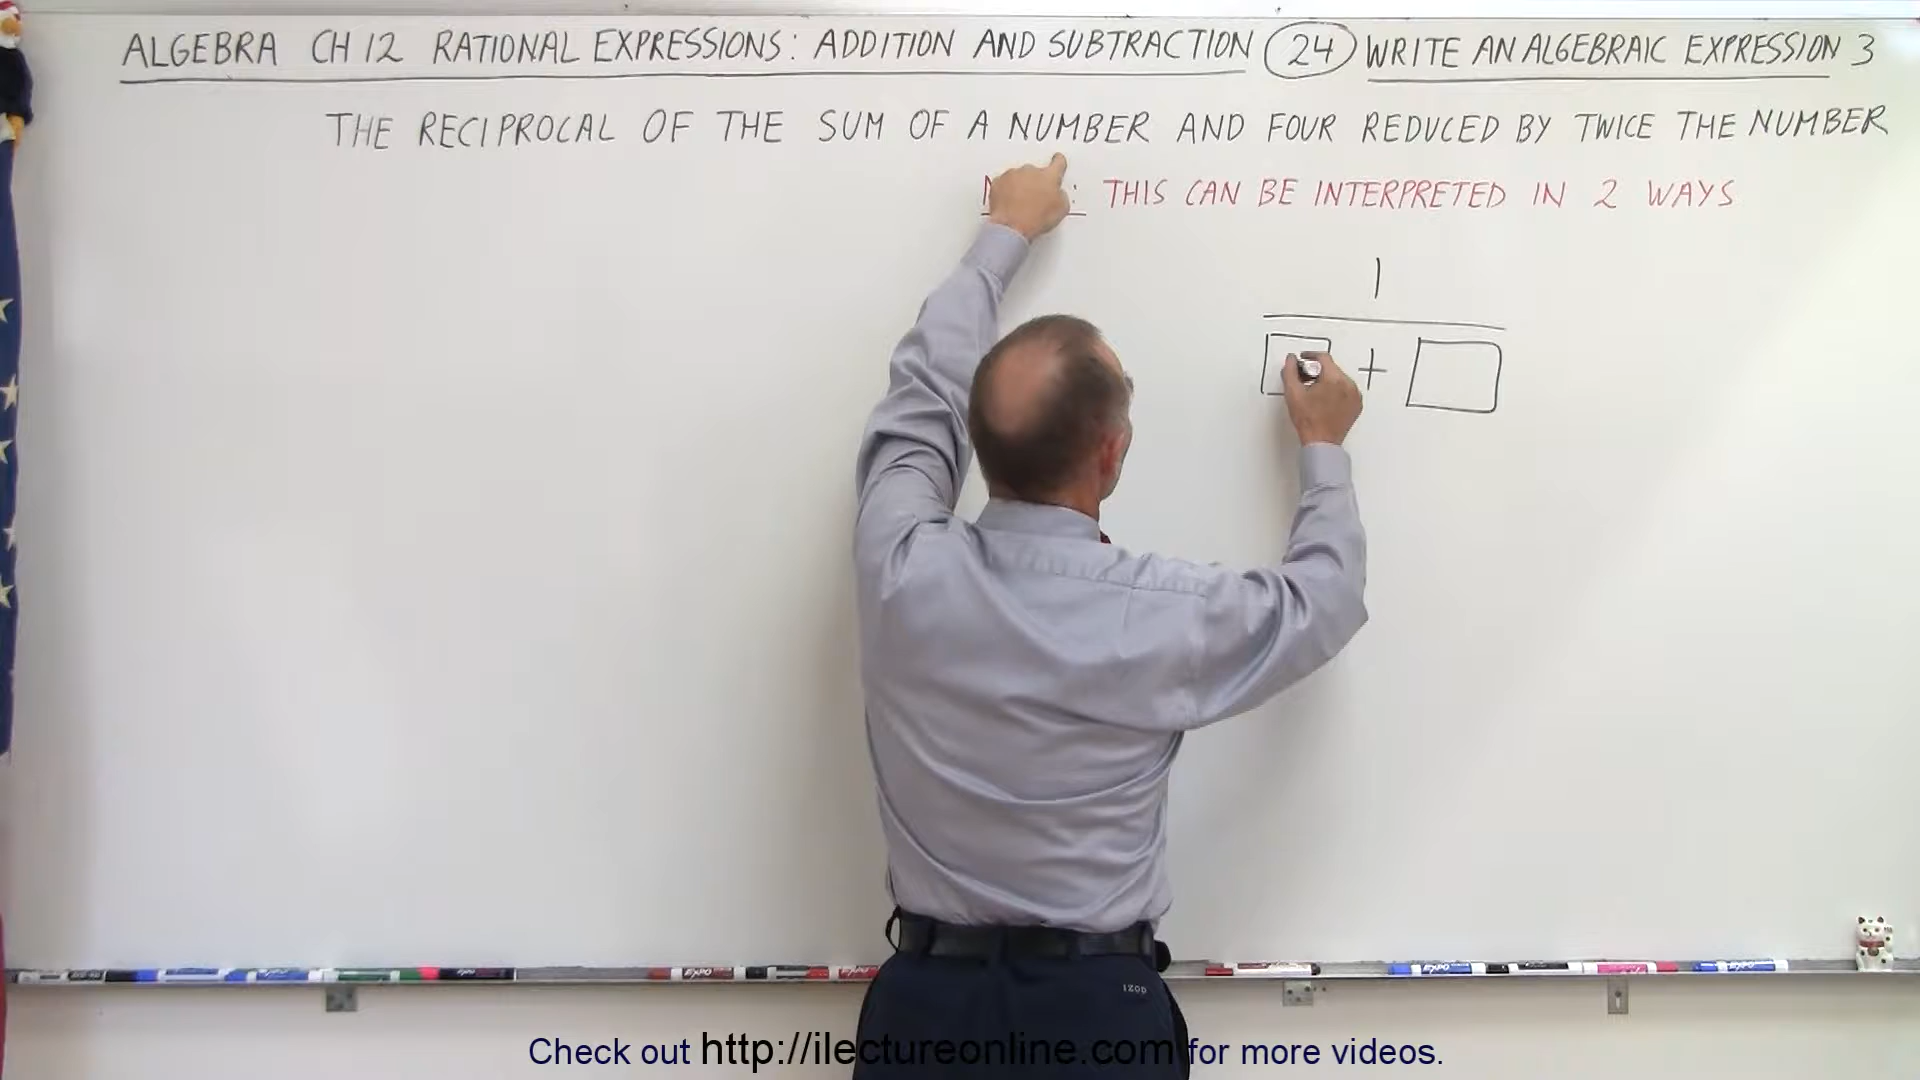 ALGEBRA CH 12 RATIONAL EXPRESSIONS: ADDITION AND SUBTRACTION 24 WRITE AN ALGEBRAIC EXPRESSION 3
THE RECIPROCAL OF THE SUM OF A NUMBER AND FOUR REDUCED BY TWICE THE NUMBER
: THIS CAN BE INTERPRETED IN 2 WAYS
1
+
IZOD
Check out http://ilectureonline.com for more videos.